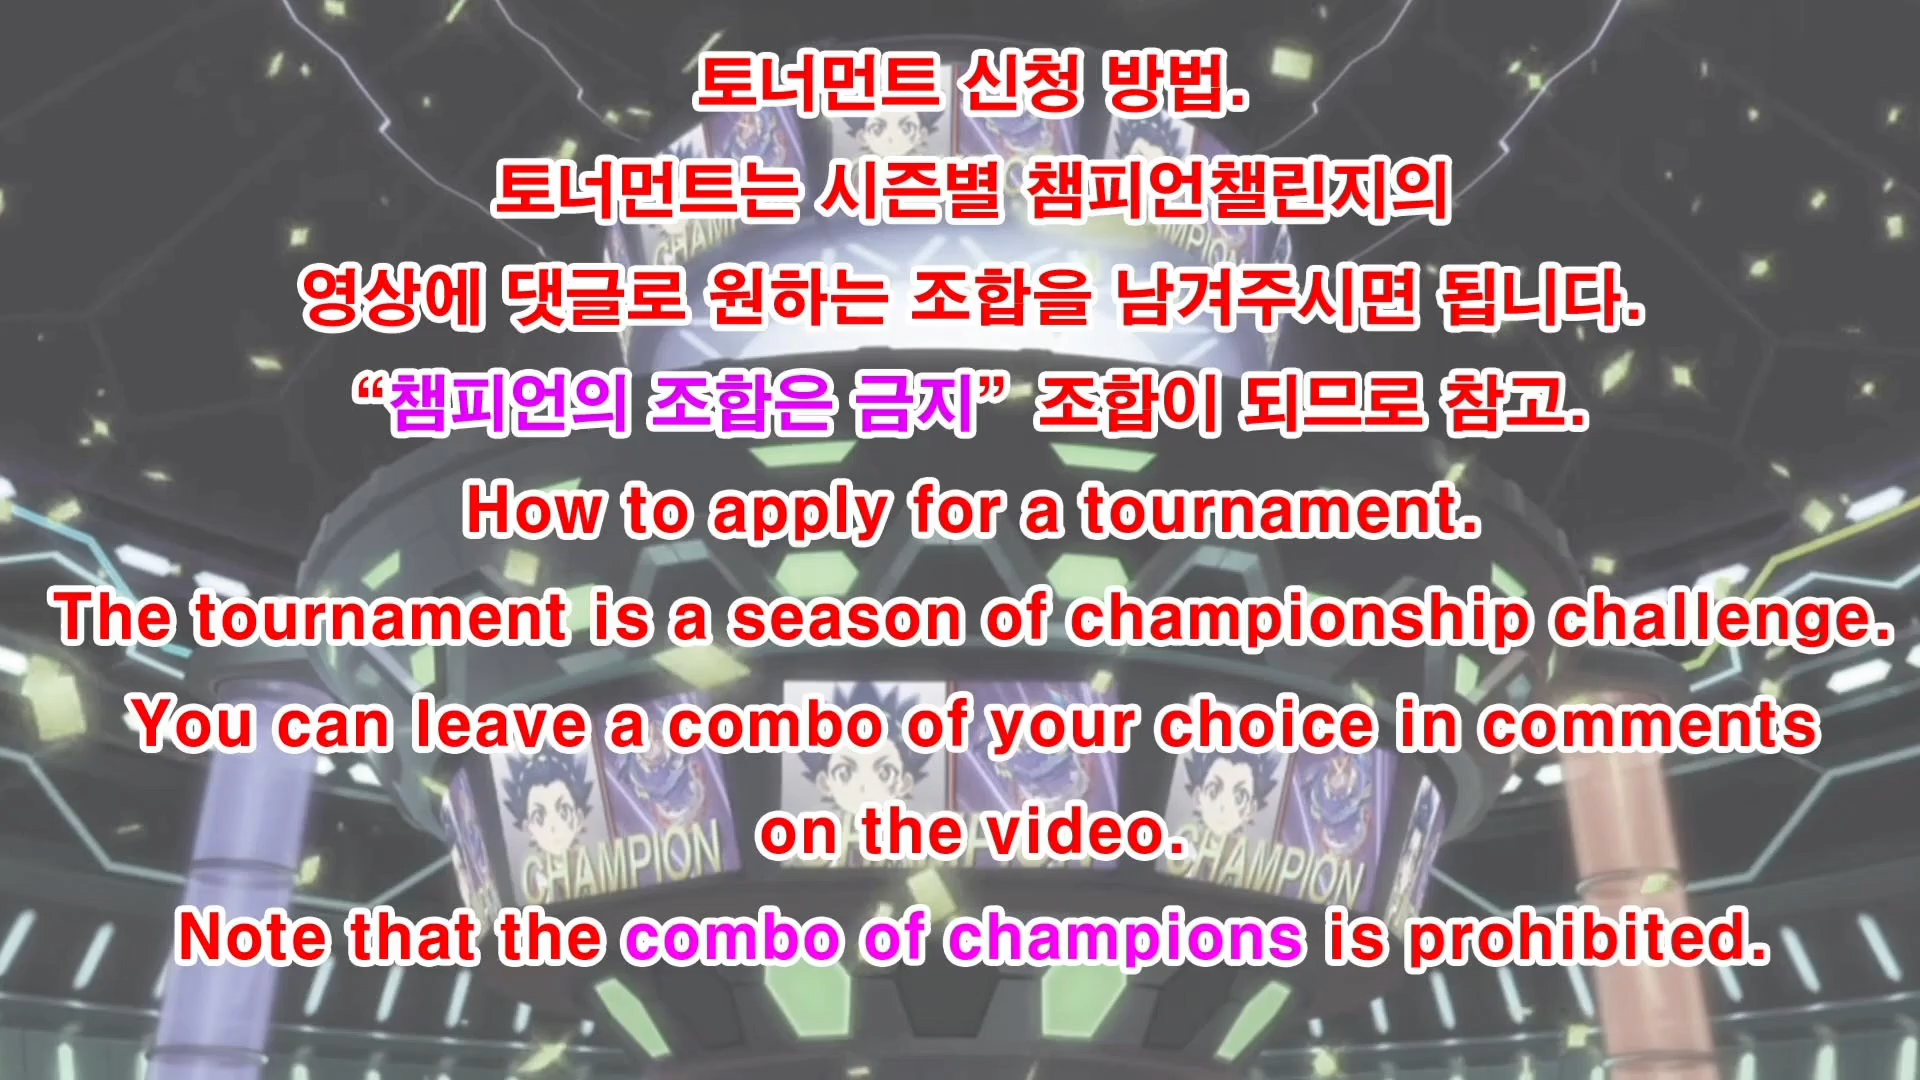 토너먼트 신청 방법.
토너먼트는 시즌별 챔피언챌린지의
영상에 댓글로 원하는 조합을 남겨주시면 됩니다.
“챔피언의 조합은 금지” 조합이 되므로 참고.
How to apply for a tournament.
The tournament is a season of championship challenge.
You can leave a combo of your choice in comments
on the video.
Note that the combo of champions is prohibited.
CHAMPION
CHAMPION